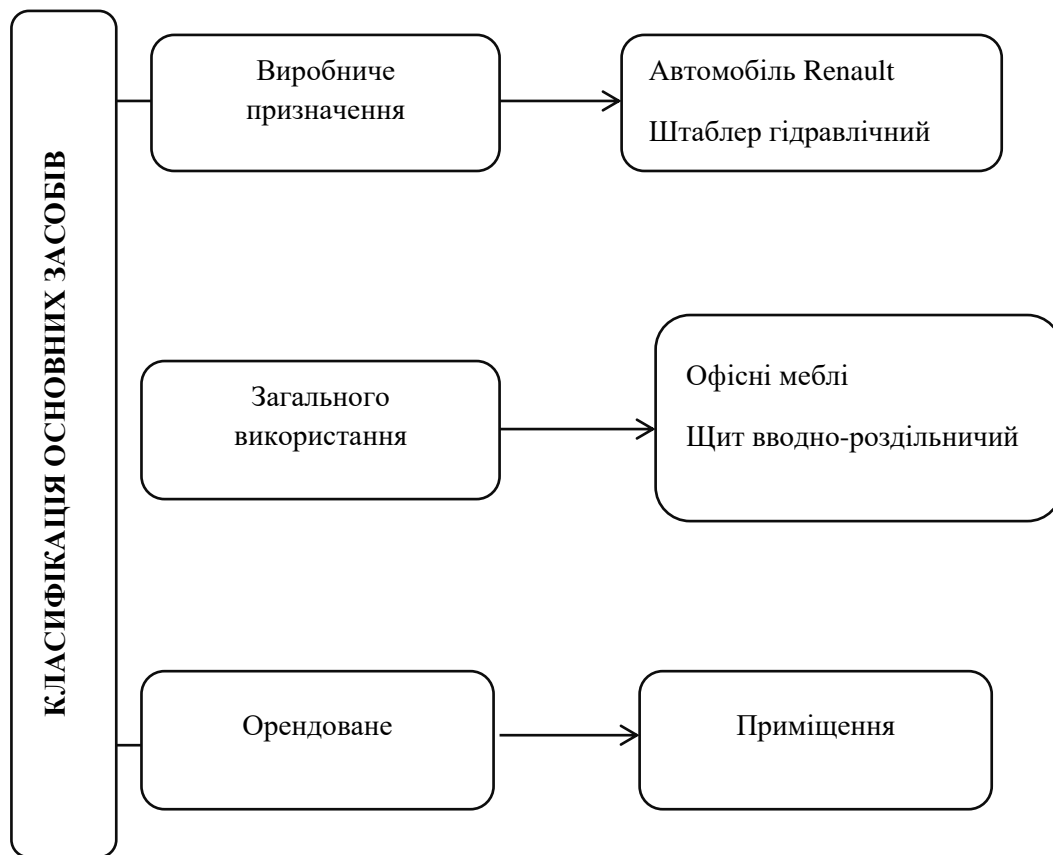 КЛАСИФІКАЦІЯ ОСНОВНИХ ЗАСОБІВ
Виробниче
призначення
Автомобіль Renault
Штаблер гідравлічний
Загального
використання
Офісні меблі
Щит вводно-роздільничий
Орендоване
Приміщення